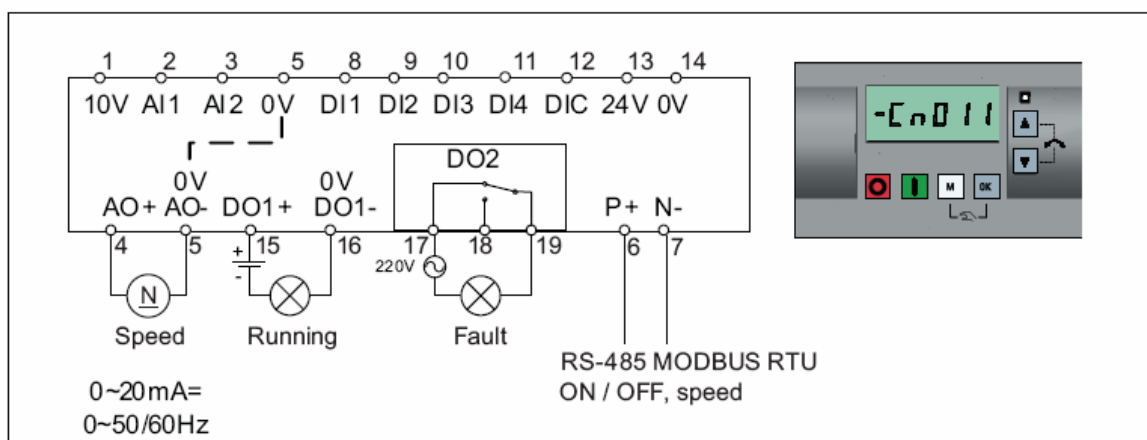 1 2 3 5 8 9 10 11 12 13 14
10V AI1 AI2 0V DI1 DI2 DI3 DI4 DIC 24V 0V
-Cn011
DO2
0V 0V
AO+ AO- DO1+ DO1- P+ N-
M OK
4 5 15 16 17 18 19 6 7
+
-
220V
N
Speed Running Fault
RS-485 MODBUS RTU
ON / OFF, speed
0~20mA=
0~50/60Hz